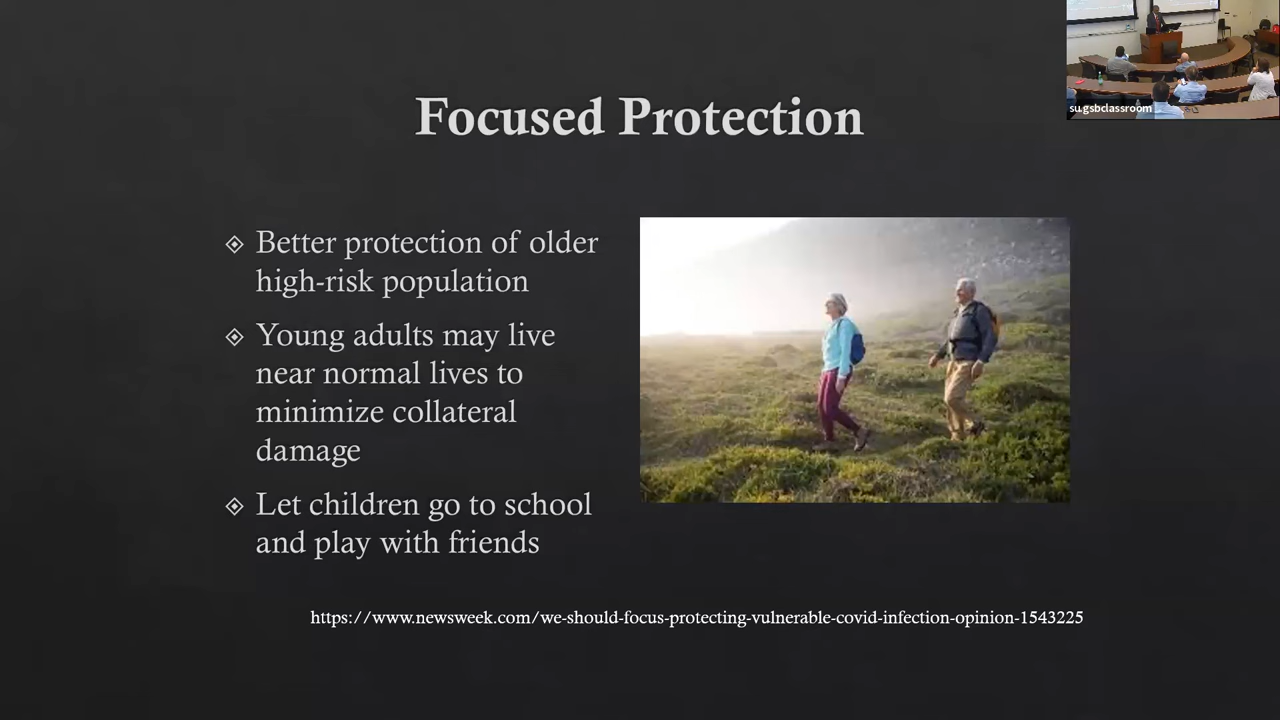 su.gsbclassroom
Focused Protection
Better protection of older
high-risk population
Young adults may live
near normal lives to
minimize collateral
damage
Let children go to school
and play with friends
https://www.newsweek.com/we-should-focus-protecting-vulnerable-covid-infection-opinion-1543225